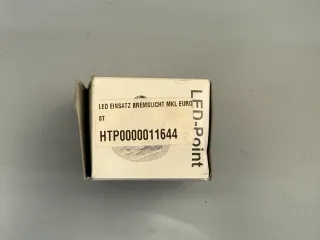 LED EINSATZ BREMSLICHT MKL EURO
ST
HTP0000011644
LED-Point